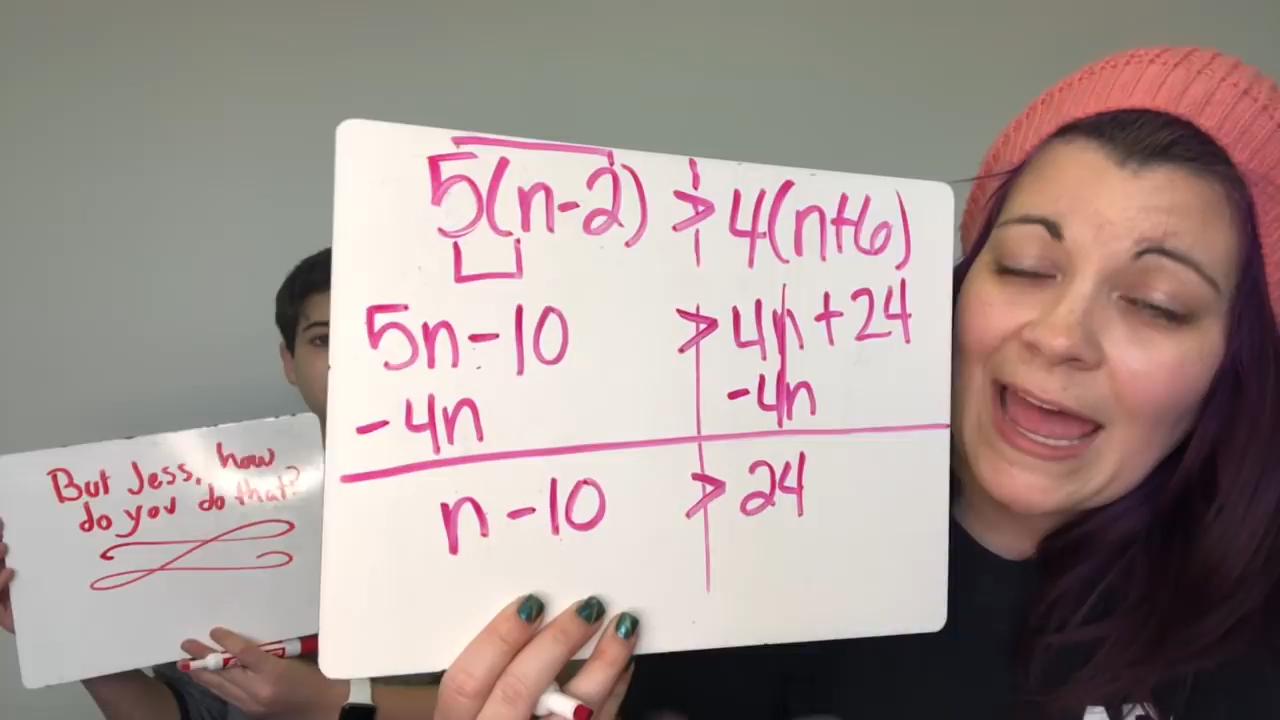 But Jess, how
do you do that?
5(n-2) > 4(n+6)
5n-10 > 4n+24
-4n -4n
n-10 > 24